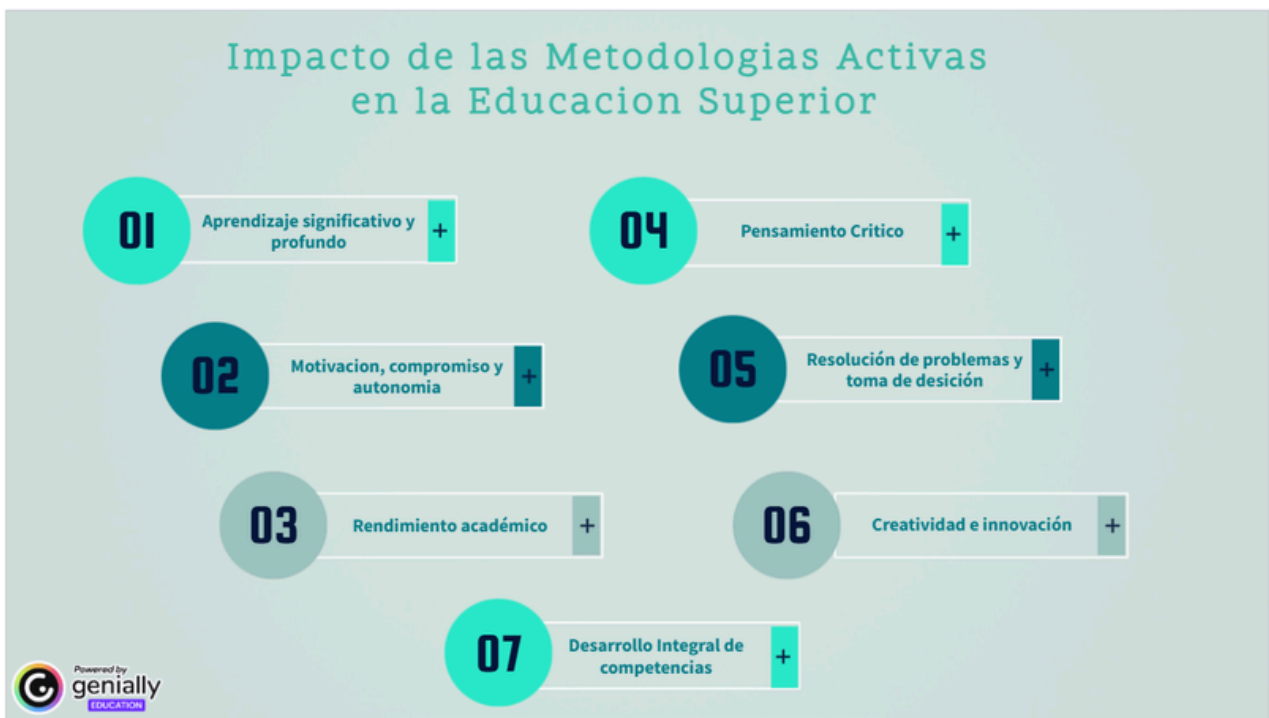 Impacto de las Metodologias Activas
en la Educacion Superior
01
Aprendizaje significativo y
profundo
+
02
Motivacion, compromiso y
autonomia
+
03
Rendimiento académico
+
04
Pensamiento Critico
+
05
Resolución de problemas y
toma de desición
+
06
Creatividad e innovación
+
07
Desarrollo Integral de
competencias
+
Powered by
genially
EDUCATION